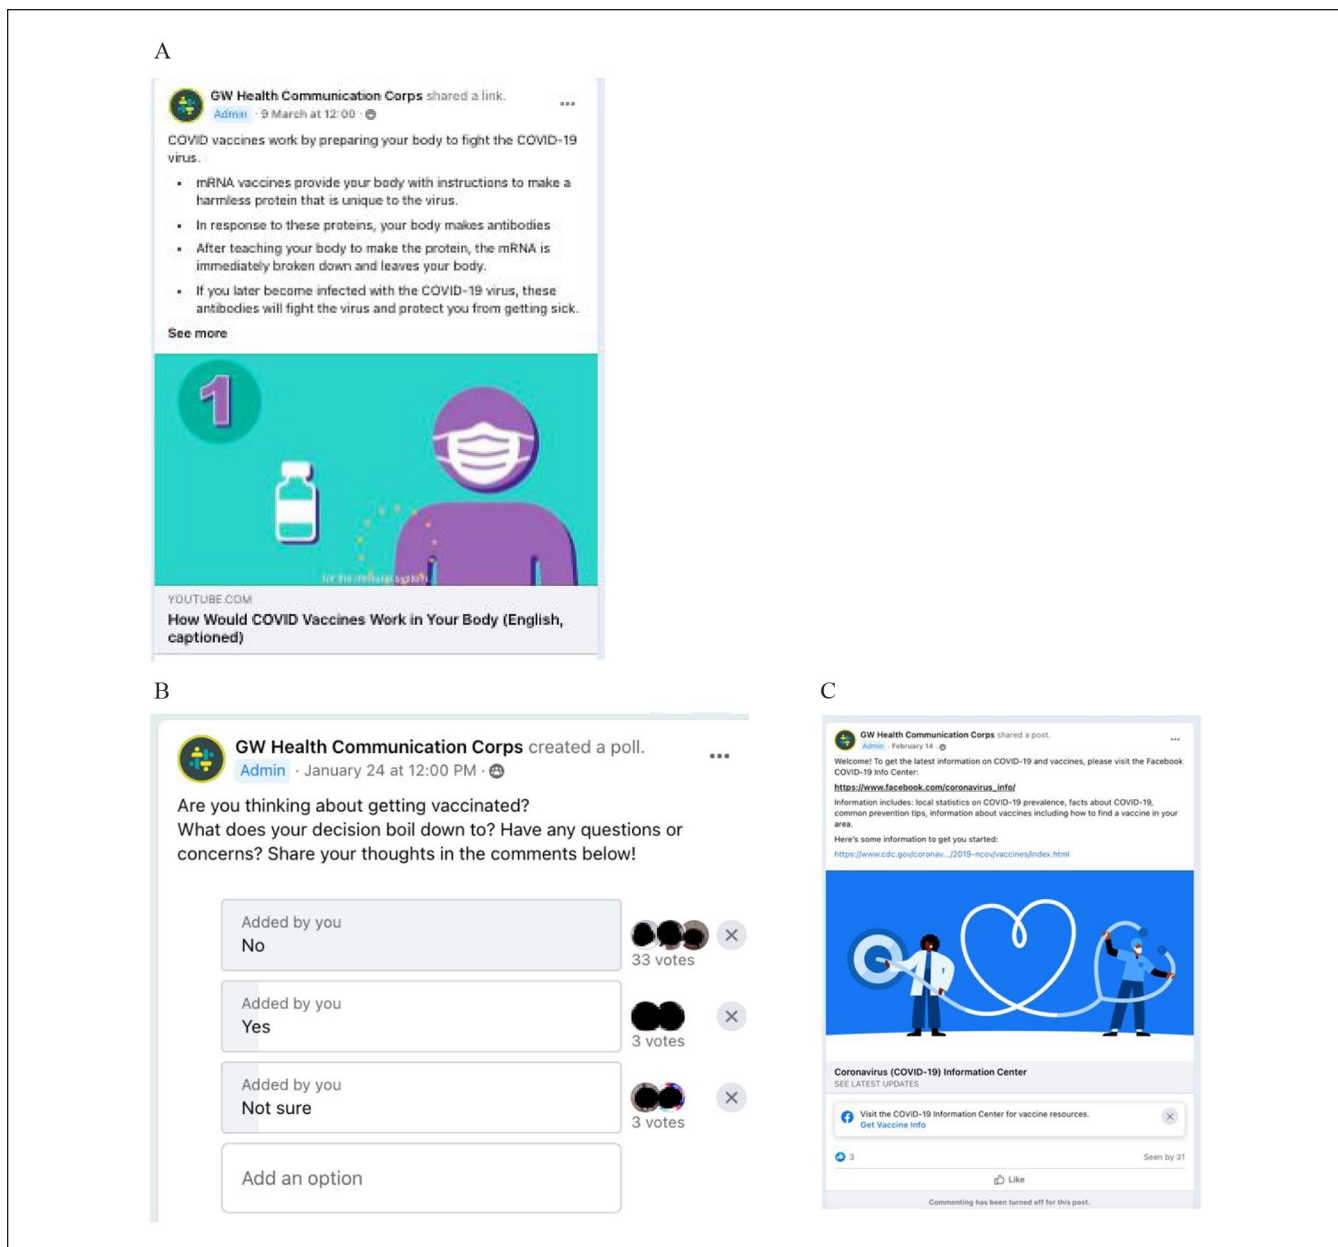 A
GW Health Communication Corps shared a link.
Admin · 9 March at 12:00 ·
COVID vaccines work by preparing your body to fight the COVID-19
virus.
• mRNA vaccines provide your body with instructions to make a
harmless protein that is unique to the virus.
• In response to these proteins, your body makes antibodies
• After teaching your body to make the protein, the mRNA is
immediately broken down and leaves your body.
• If you later become infected with the COVID-19 virus, these
antibodies will fight the virus and protect you from getting sick.
See more
1
for the
YOUTUBE.COM
How Would COVID Vaccines Work in Your Body (English,
captioned)
B
GW Health Communication Corps created a poll.
Admin · January 24 at 12:00 PM ·
Are you thinking about getting vaccinated?
What does your decision boil down to? Have any questions or
concerns? Share your thoughts in the comments below!
Added by you
No
33 votes
Added by you
Yes
3 votes
Added by you
Not sure
3 votes
Add an option
C
GW Health Communication Corps shared a post.
Admin · February 14 ·
Welcome! To get the latest information on COVID-19 and vaccines, please visit the Facebook
COVID-19 Info Center:
https://www.facebook.com/coronavirus_info/
Information includes: local statistics on COVID-19 prevalence, facts about COVID-19,
common prevention tips, information about vaccines including how to find a vaccine in your
area.
Here's some information to get you started:
https://www.cdc.gov/coronav.../2019-ncov/vaccines/index.html
Coronavirus (COVID-19) Information Center
SEE LATEST UPDATES
Visit the COVID-19 Information Center for vaccine resources.
Get Vaccine Info
3
Seen by 31
Like
Commenting has been turned off for this post.